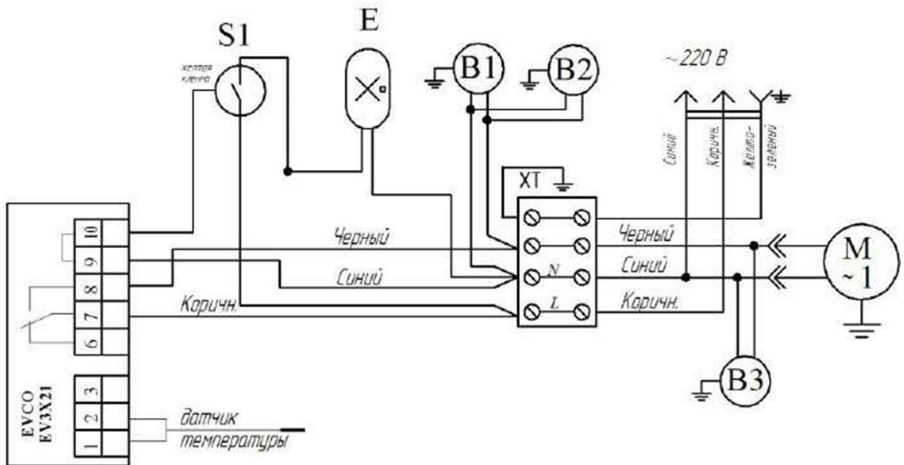 S1
E
желтая
клемма
B1
B2
~220 В
Синий
Коричн.
Желто-
зеленый
XT
10
9
8
7
6
3
2
1
EVCO
EV3X21
Черный
Синий
Коричн.
N
L
Черный
Синий
Коричн.
M
~1
B3
датчик
температуры